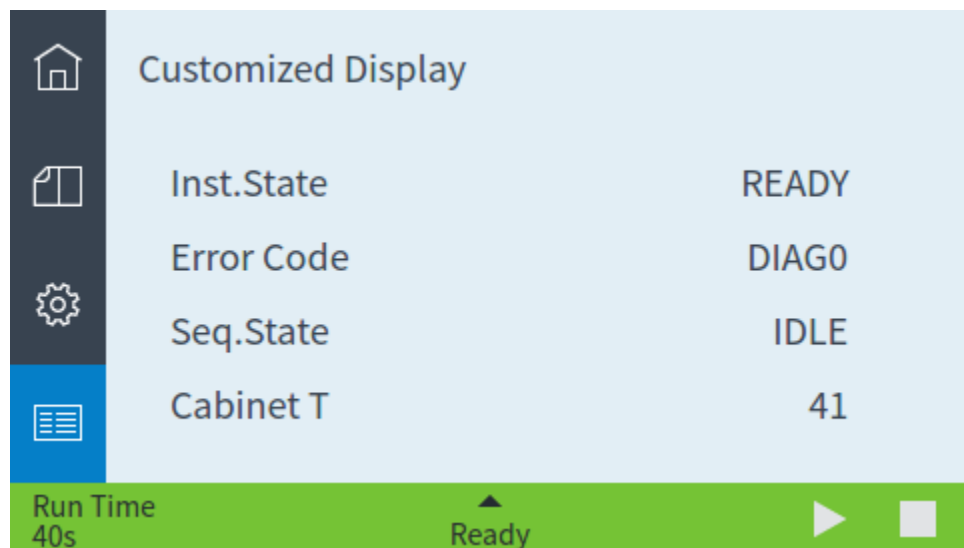 Customized Display
Inst.State READY
Error Code DIAG0
Seq.State IDLE
Cabinet T 41
Run Time
40s
Ready